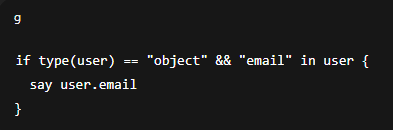 g
if type(user) == "object" && "email" in user {
  say user.email
}